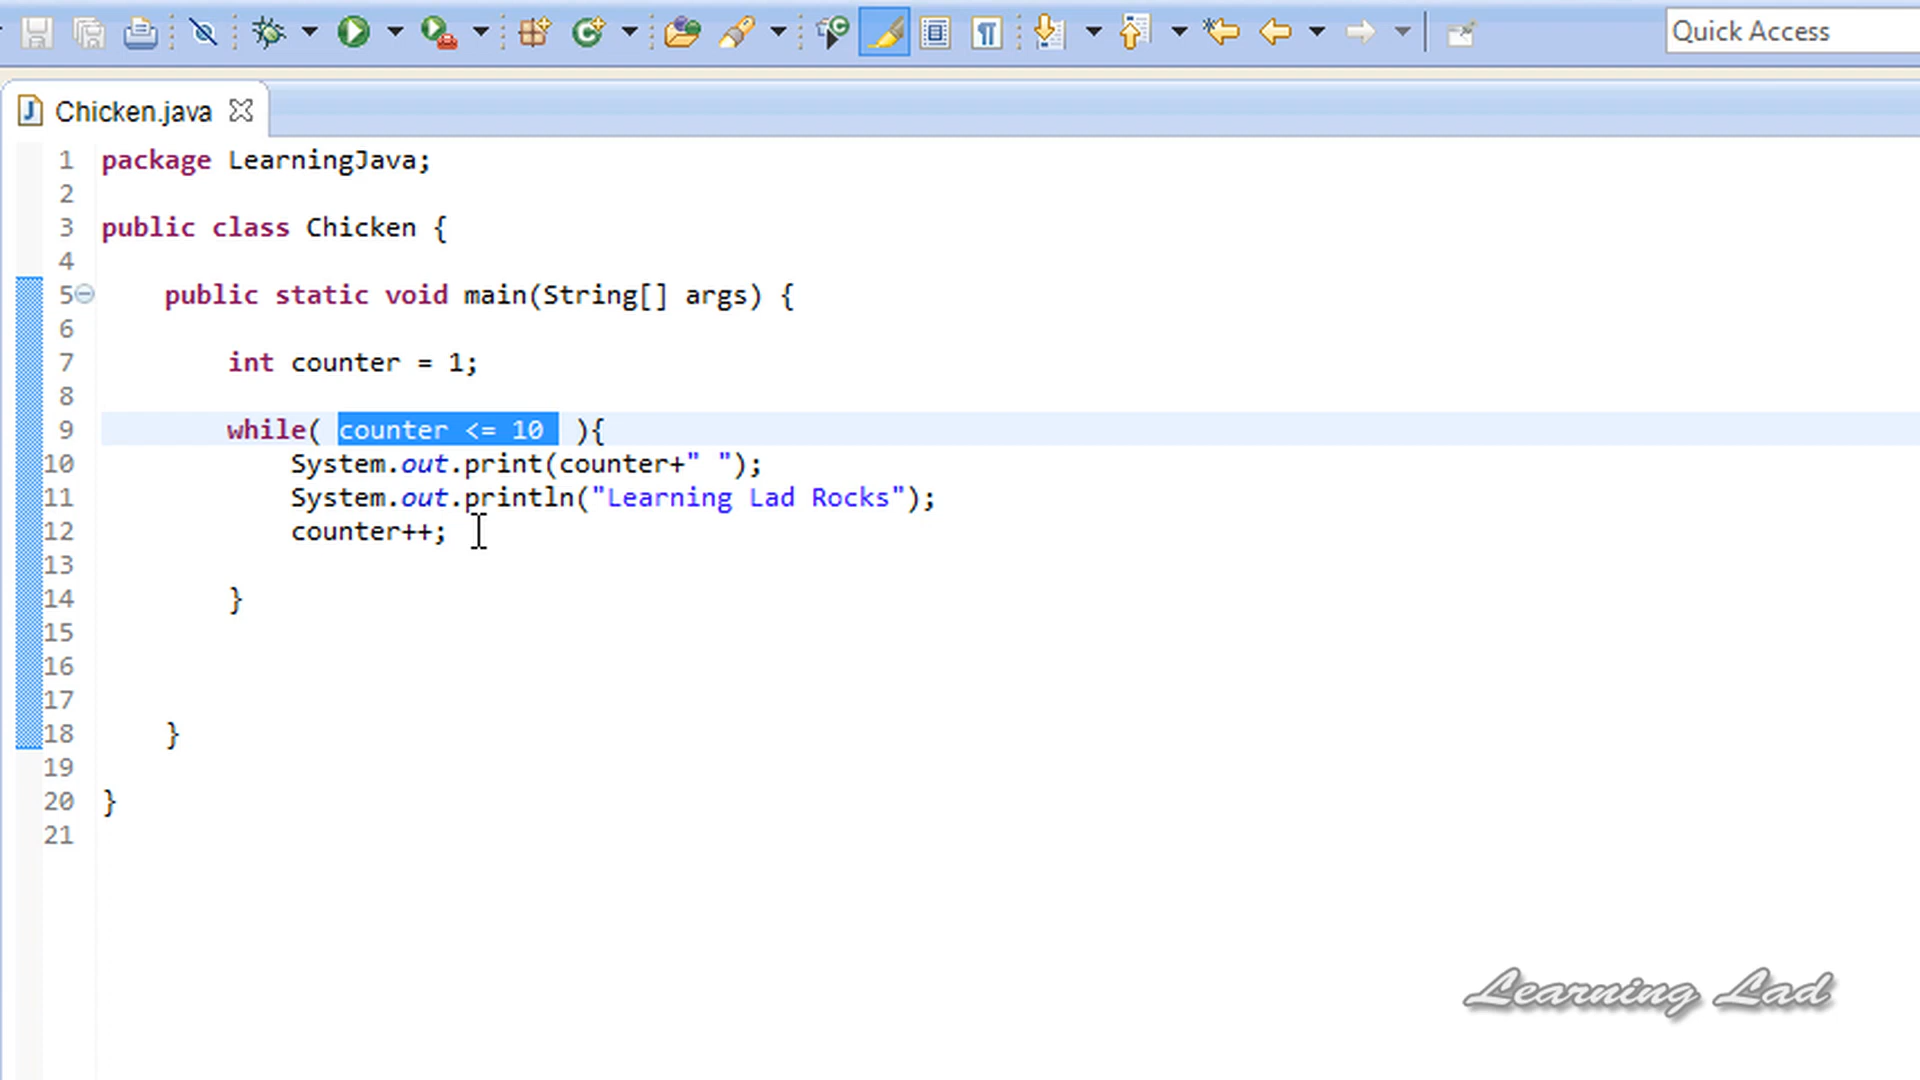 Quick Access
Chicken.java
1 package LearningJava;
2
3 public class Chicken {
4
5 public static void main(String[] args) {
6
7 int counter = 1;
8
9 while( counter <= 10 ){
10 System.out.print(counter+" ");
11 System.out.println("Learning Lad Rocks");
12 counter++;
13
14 }
15
16
17
18 }
19
20 }
21
Learning Lad